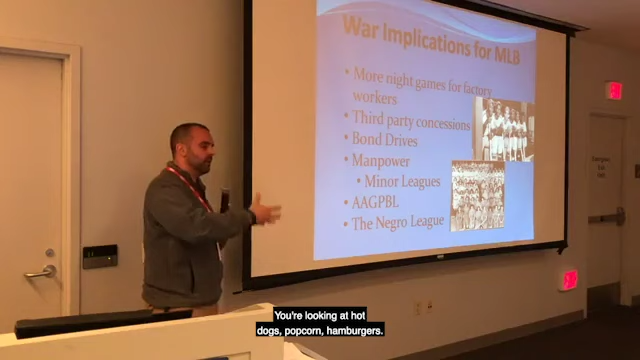 War Implications for MLB
• More night games for factory
workers
• Third party concessions
• Bond Drives
• Manpower
• Minor Leagues
• AAGPBL
• The Negro League
EXIT
You're looking at hot
dogs, popcorn, hamburgers.